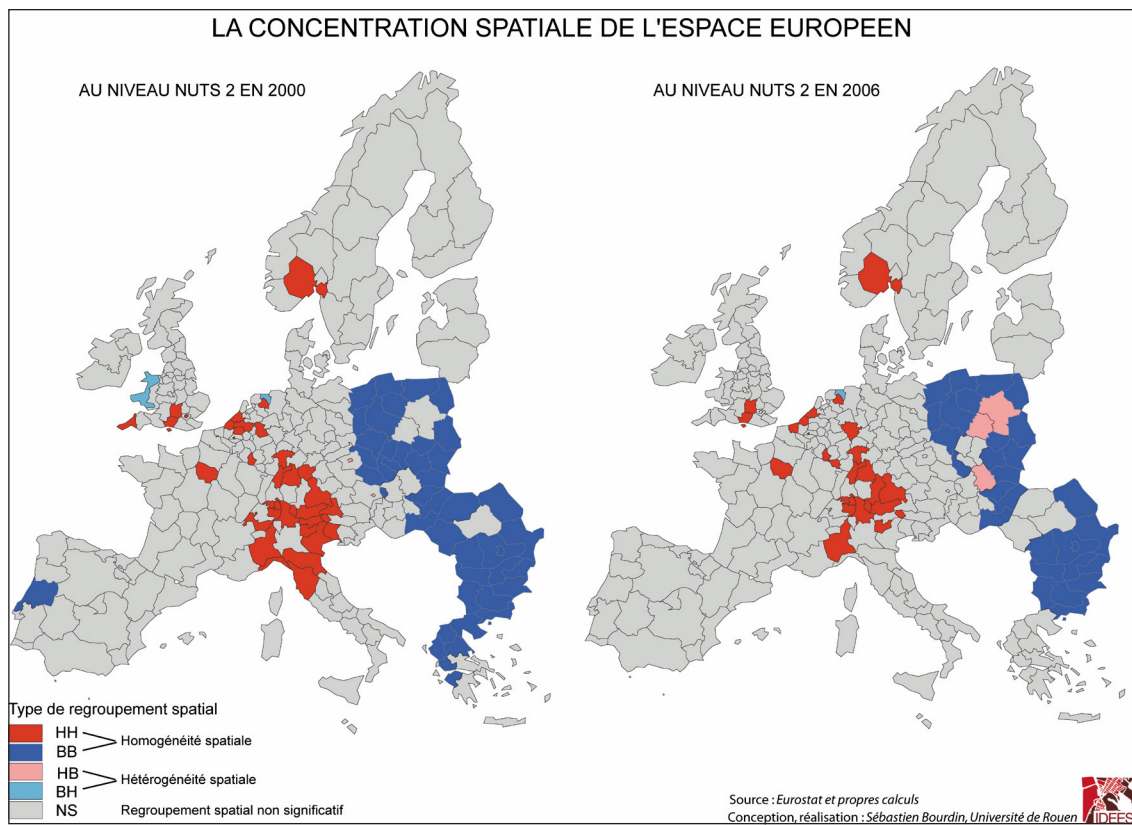 LA CONCENTRATION SPATIALE DE L'ESPACE EUROPEEN
AU NIVEAU NUTS 2 EN 2000
AU NIVEAU NUTS 2 EN 2006
Type de regroupement spatial
HH
BB
Homogénéité spatiale
HB
BH
Hétérogénéité spatiale
NS
Regroupement spatial non significatif
Source : Eurostat et propres calculs
Conception, réalisation : Sébastien Bourdin, Université de Rouen
IDEES